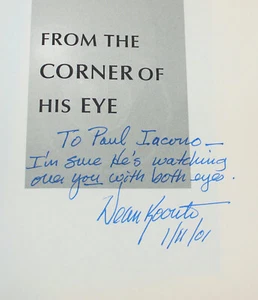 FROM THE
CORNER OF
HIS EYE
To Paul Iacono —
I'm sure He's watching
over you with both eyes.
Dean Koontz
1/11/01